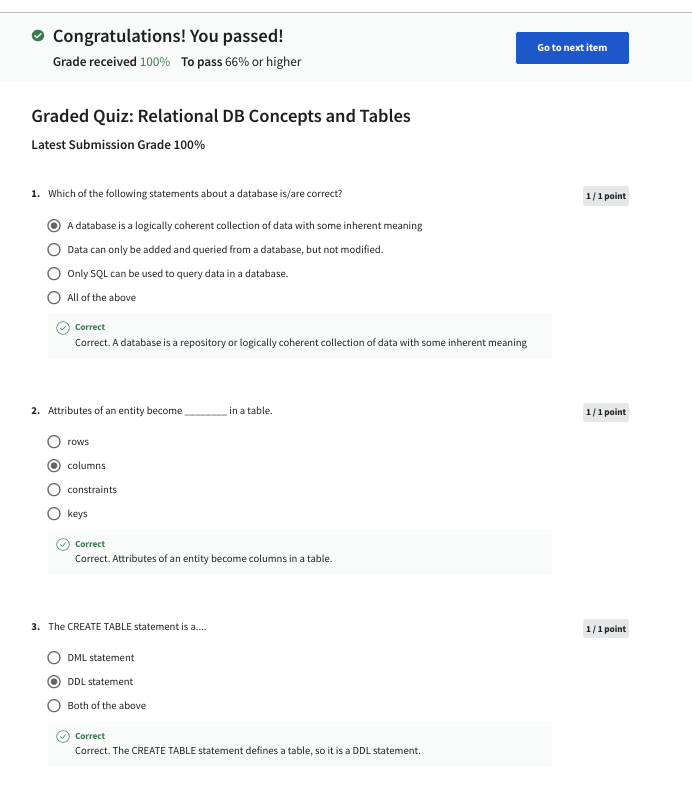 Congratulations! You passed!
Grade received 100% To pass 66% or higher
Go to next item
Graded Quiz: Relational DB Concepts and Tables
Latest Submission Grade 100%
1. Which of the following statements about a database is/are correct?
1 / 1 point
A database is a logically coherent collection of data with some inherent meaning
Data can only be added and queried from a database, but not modified.
Only SQL can be used to query data in a database.
All of the above
Correct
Correct. A database is a repository or logically coherent collection of data with some inherent meaning
2. Attributes of an entity become ________ in a table.
1 / 1 point
rows
columns
constraints
keys
Correct
Correct. Attributes of an entity become columns in a table.
3. The CREATE TABLE statement is a....
1 / 1 point
DML statement
DDL statement
Both of the above
Correct
Correct. The CREATE TABLE statement defines a table, so it is a DDL statement.